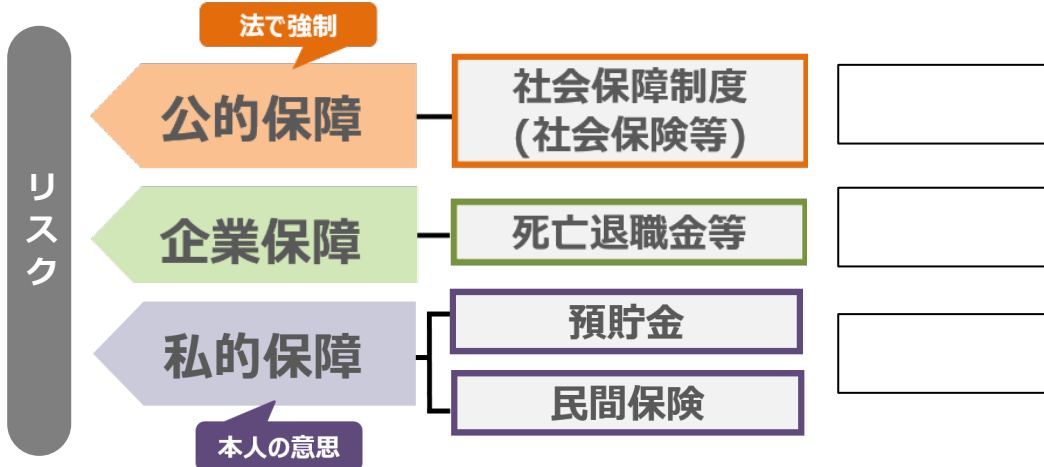 法で強制
リスク
公的保障
社会保障制度
(社会保険等)
企業保障
死亡退職金等
私的保障
預貯金
民間保険
本人の意思